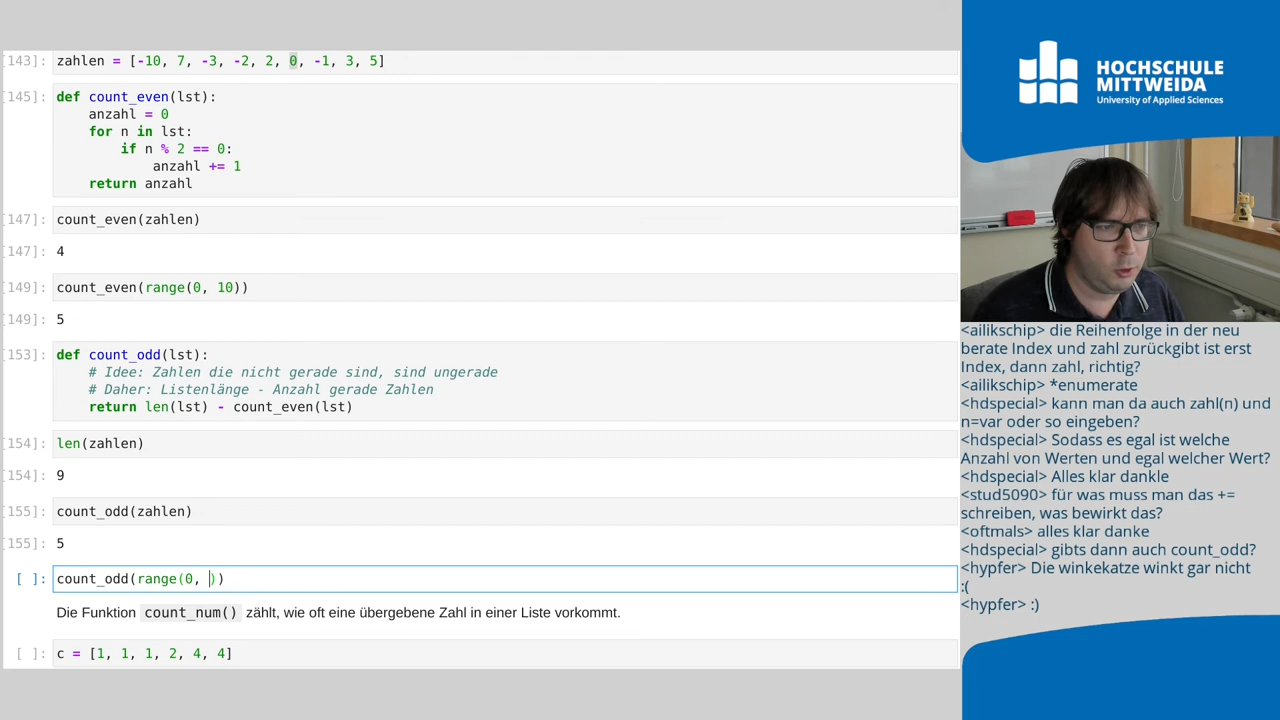 [143]: zahlen = [-10, 7, -3, -2, 2, 0, -1, 3, 5]
[145]: def count_even(lst):
anzahl = 0
for n in lst:
if n % 2 == 0:
anzahl += 1
return anzahl
[147]: count_even(zahlen)
[147]: 4
[149]: count_even(range(0, 10))
[149]: 5
[153]: def count_odd(lst):
# Idee: Zahlen die nicht gerade sind, sind ungerade
# Daher: Listenlänge - Anzahl gerade Zahlen
return len(lst) - count_even(lst)
[154]: len(zahlen)
[154]: 9
[155]: count_odd(zahlen)
[155]: 5
[ ]: count_odd(range(0, ))
Die Funktion count_num() zählt, wie oft eine übergebene Zahl in einer Liste vorkommt.
[ ]: c = [1, 1, 1, 2, 4, 4]
HOCHSCHULE
MITTWEIDA
University of Applied Sciences
<ailikschip> die Reihenfolge in der neu
berate Index und zahl zurückgibt ist erst
Index, dann zahl, richtig?
<ailikschip> *enumerate
<hdspecial> kann man da auch zahl(n) und
n=var oder so eingeben?
<hdspecial> Sodass es egal ist welche
Anzahl von Werten und egal welcher Wert?
<hdspecial> Alles klar dankle
<stud5090> für was muss man das +=
schreiben, was bewirkt das?
<oftmals> alles klar danke
<hdspecial> gibts dann auch count_odd?
<hypfer> Die winkekatze winkt gar nicht
:(
<hypfer> :)